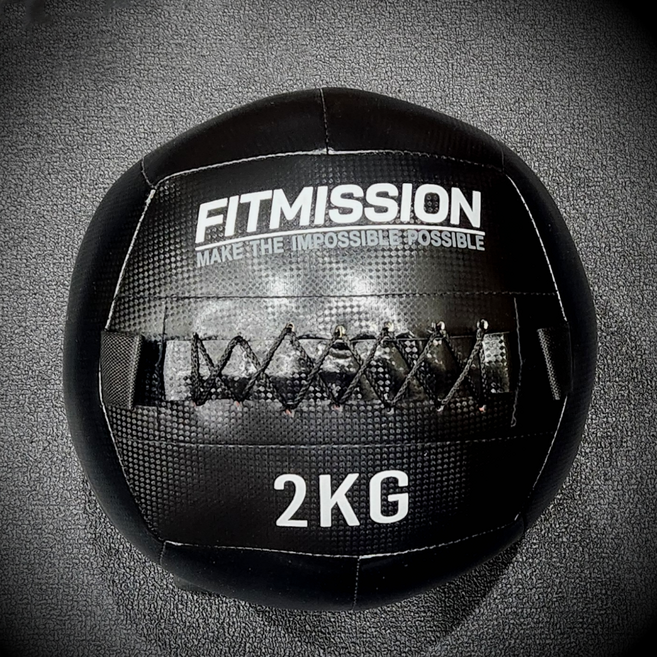 FITMISSION
MAKE THE IMPOSSIBLE POSSIBLE
2KG